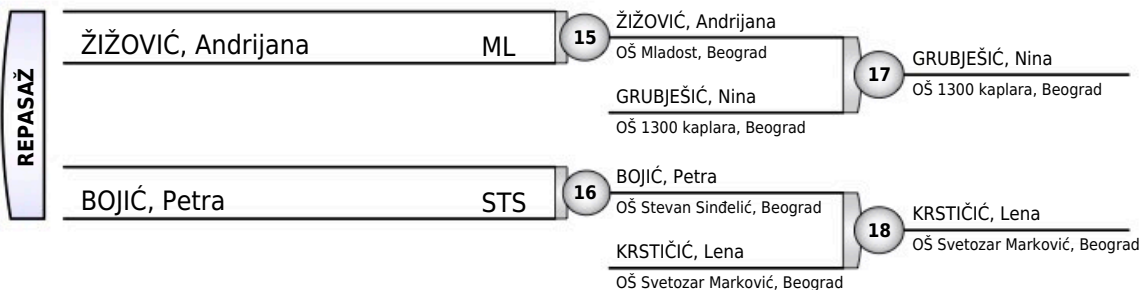 REPASAŽ
ŽIŽOVIĆ, Andrijana ML
15
ŽIŽOVIĆ, Andrijana
OŠ Mladost, Beograd
GRUBJEŠIĆ, Nina
OŠ 1300 kaplara, Beograd
17
GRUBJEŠIĆ, Nina
OŠ 1300 kaplara, Beograd
BOJIĆ, Petra STS
16
BOJIĆ, Petra
OŠ Stevan Sinđelić, Beograd
KRSTIČIĆ, Lena
OŠ Svetozar Marković, Beograd
18
KRSTIČIĆ, Lena
OŠ Svetozar Marković, Beograd